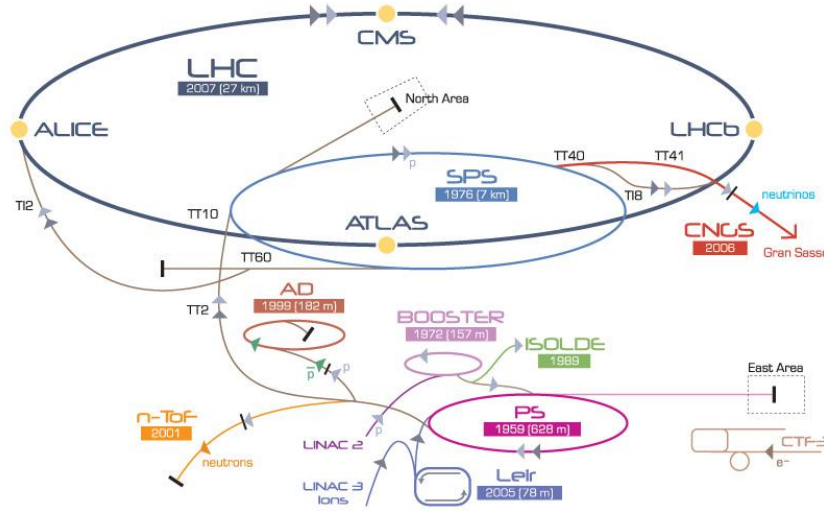 CMS
LHC
2007 (27 km)
North Area
ALICE
LHCb
TT40
TT41
p
SPS
1976 (7 km)
TI8
neutrinos
TI2
TT10
ATLAS
CNGS
2006
Gran Sasso
TT60
AD
1999 (182 m)
TT2
BOOSTER
1972 (157 m)
ISOLDE
1989
p
p
East Area
n-ToF
2001
LINAC 2
p
PS
1959 (628 m)
neutrons
CTF-3
e-
LINAC 3
Ions
Leir
2005 (78 m)